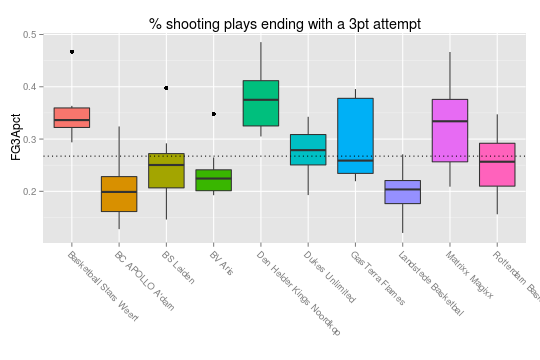 % shooting plays ending with a 3pt attempt
FG3Apct
0.5
0.4
0.3
0.2
Basketball Stars Weert
BC APOLLO A'dam
BS Leiden
BV Aris
Den Helder Kings Noordkop
Dukes Unlimited
GasTerra Flames
Landstede Basketbal
Matrixx Magixx
Rotterdam Bas